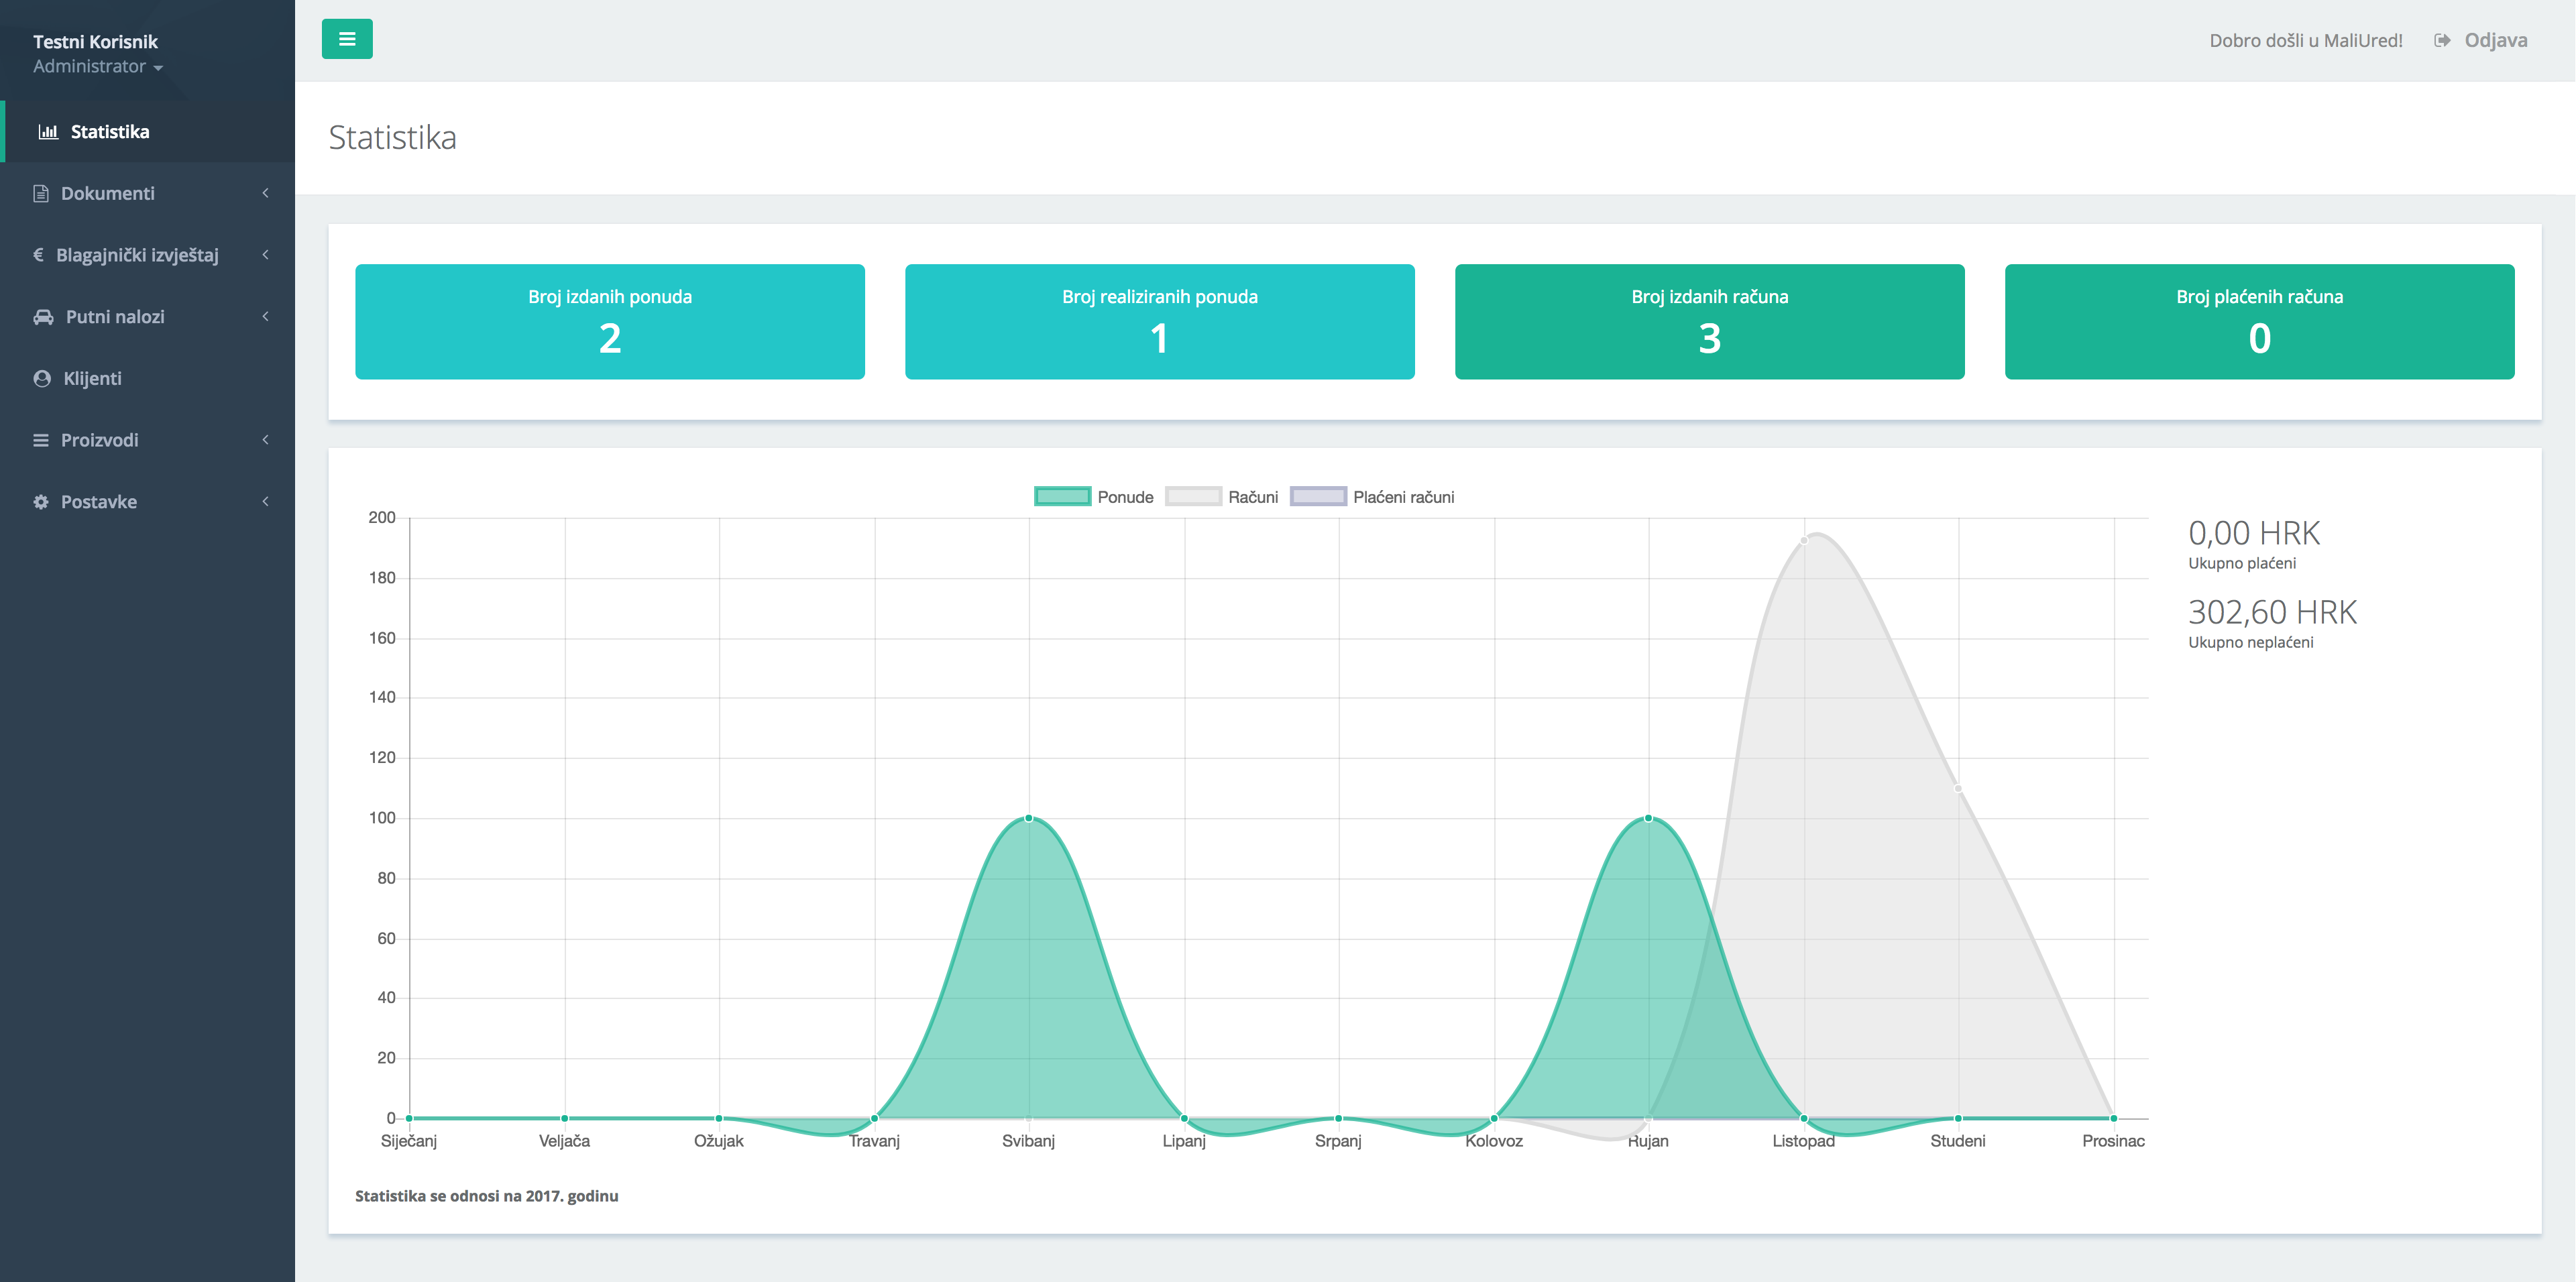 Testni Korisnik
Administrator
Statistika
Dokumenti
€ Blagajnički izvještaj
Putni nalozi
Klijenti
Proizvodi
Postavke
Dobro došli u MaliUred! Odjava
Statistika
Broj izdanih ponuda
2
Broj realiziranih ponuda
1
Broj izdanih računa
3
Broj plaćenih računa
0
Ponude Računi Plaćeni računi
200
180
160
140
120
100
80
60
40
20
0
Siječanj Veljača Ožujak Travanj Svibanj Lipanj Srpanj Kolovoz Rujan Listopad Studeni Prosinac
0,00 HRK
Ukupno plaćeni
302,60 HRK
Ukupno neplaćeni
Statistika se odnosi na 2017. godinu